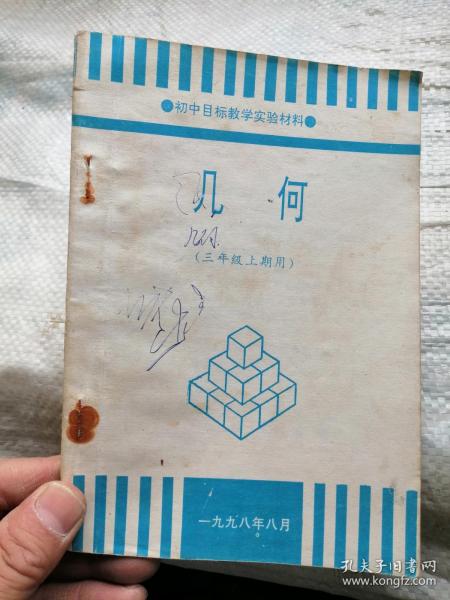 ●初中目标教学实验材料●
几何
(三年级上期用)
一九九八年八月
孔夫子旧书网
www.kongfz.com